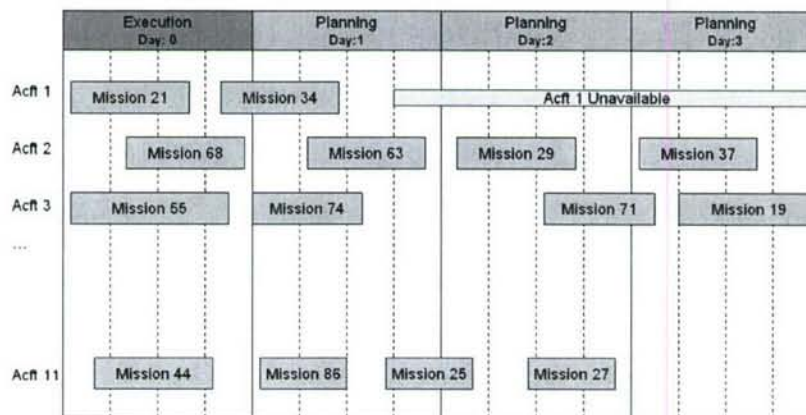 Execution Planning Planning Planning
Day: 0 Day:1 Day:2 Day:3
Acft 1 Mission 21 Mission 34 Acft 1 Unavailable
Acft 2 Mission 68 Mission 63 Mission 29 Mission 37
Acft 3 Mission 55 Mission 74 Mission 71 Mission 19
...
Acft 11 Mission 44 Mission 86 Mission 25 Mission 27